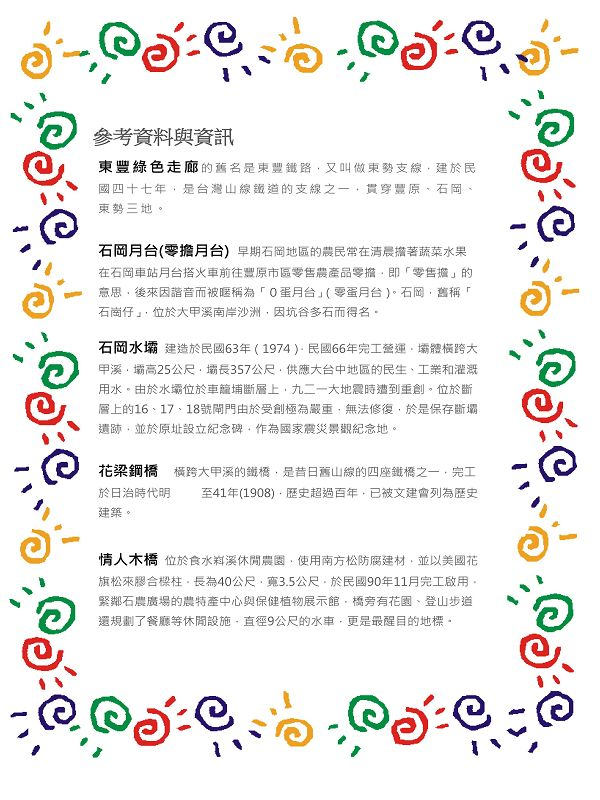 參考資料與資訊
東豐綠色走廊的舊名是東豐鐵路，又叫做東勢支線，建於民
國四十七年，是台灣山線鐵道的支線之一，貫穿豐原、石岡、
東勢三地。
石岡月台(零擔月台) 早期石岡地區的農民常在清晨擔著蔬菜水果
在石岡車站月台搭火車前往豐原市區零售農產品零擔，即「零售擔」的
意思，後來因諧音而被暱稱為「０蛋月台」( 零蛋月台 )。石岡，舊稱「
石崗仔」，位於大甲溪南岸沙洲，因坑谷多石而得名。
石岡水壩 建造於民國63年 ( 1974 )，民國66年完工營運，壩體橫跨大
甲溪，壩高25公尺，壩長357公尺，供應大台中地區的民生、工業和灌溉
用水。由於水壩位於車籠埔斷層上，九二一大地震時遭到重創。位於斷
層上的16、17、18號閘門由於受創極為嚴重，無法修復，於是保存斷壩
遺跡，並於原址設立紀念碑，作為國家震災景觀紀念地。
花梁鋼橋 橫跨大甲溪的鐵橋，是昔日舊山線的四座鐵橋之一，完工
於日治時代明 至41年(1908)，歷史超過百年，已被文建會列為歷史
建築。
情人木橋 位於食水嵙溪休閒農園，使用南方松防腐建材，並以美國花
旗松來膠合樑柱，長為40公尺，寬3.5公尺，於民國90年11月完工啟用，
緊鄰石農廣場的農特產中心與保健植物展示館，橋旁有花園、登山步道
還規劃了餐廳等休閒設施，直徑9公尺的水車，更是最醒目的地標。